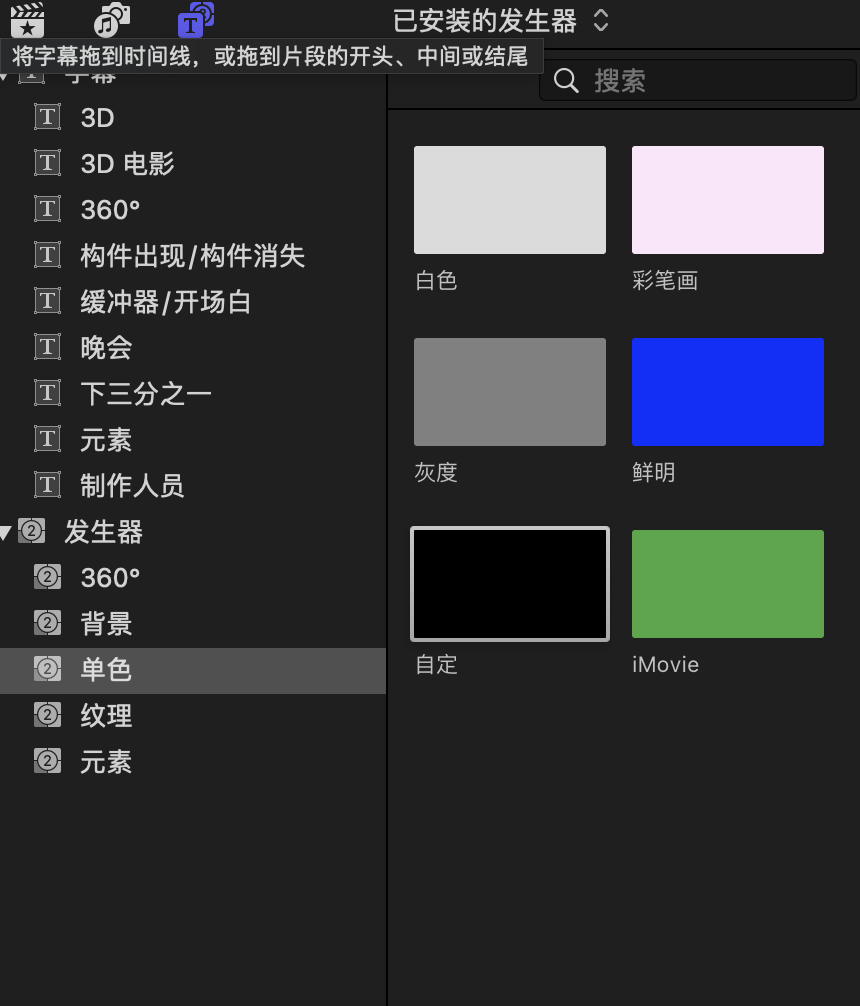 已安装的发生器
将字幕拖到时间线，或拖到片段的开头、中间或结尾
字幕
搜索
3D
3D 电影
360°
构件出现/构件消失
缓冲器/开场白
晚会
下三分之一
元素
制作人员
发生器
360°
背景
单色
纹理
元素
白色
彩笔画
灰度
鲜明
自定
iMovie